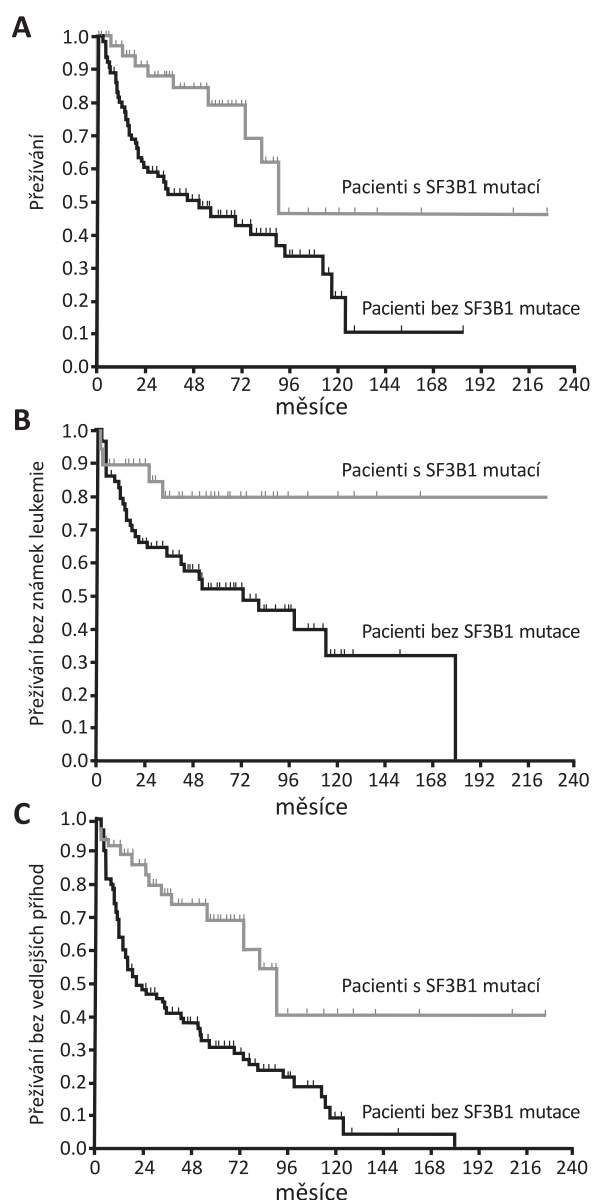 A
Přežívání
1.0
0.9
0.8
0.7
0.6
0.5
0.4
0.3
0.2
0.1
0.0
Pacienti s SF3B1 mutací
Pacienti bez SF3B1 mutace
0 24 48 72 96 120 144 168 192 216 240
měsíce
B
Přežívání bez známek leukemie
1.0
0.9
0.8
0.7
0.6
0.5
0.4
0.3
0.2
0.1
0.0
Pacienti s SF3B1 mutací
Pacienti bez SF3B1 mutace
0 24 48 72 96 120 144 168 192 216 240
měsíce
C
Přežívání bez vedlejších příhod
1.0
0.9
0.8
0.7
0.6
0.5
0.4
0.3
0.2
0.1
0.0
Pacienti s SF3B1 mutací
Pacienti bez SF3B1 mutace
0 24 48 72 96 120 144 168 192 216 240
měsíce